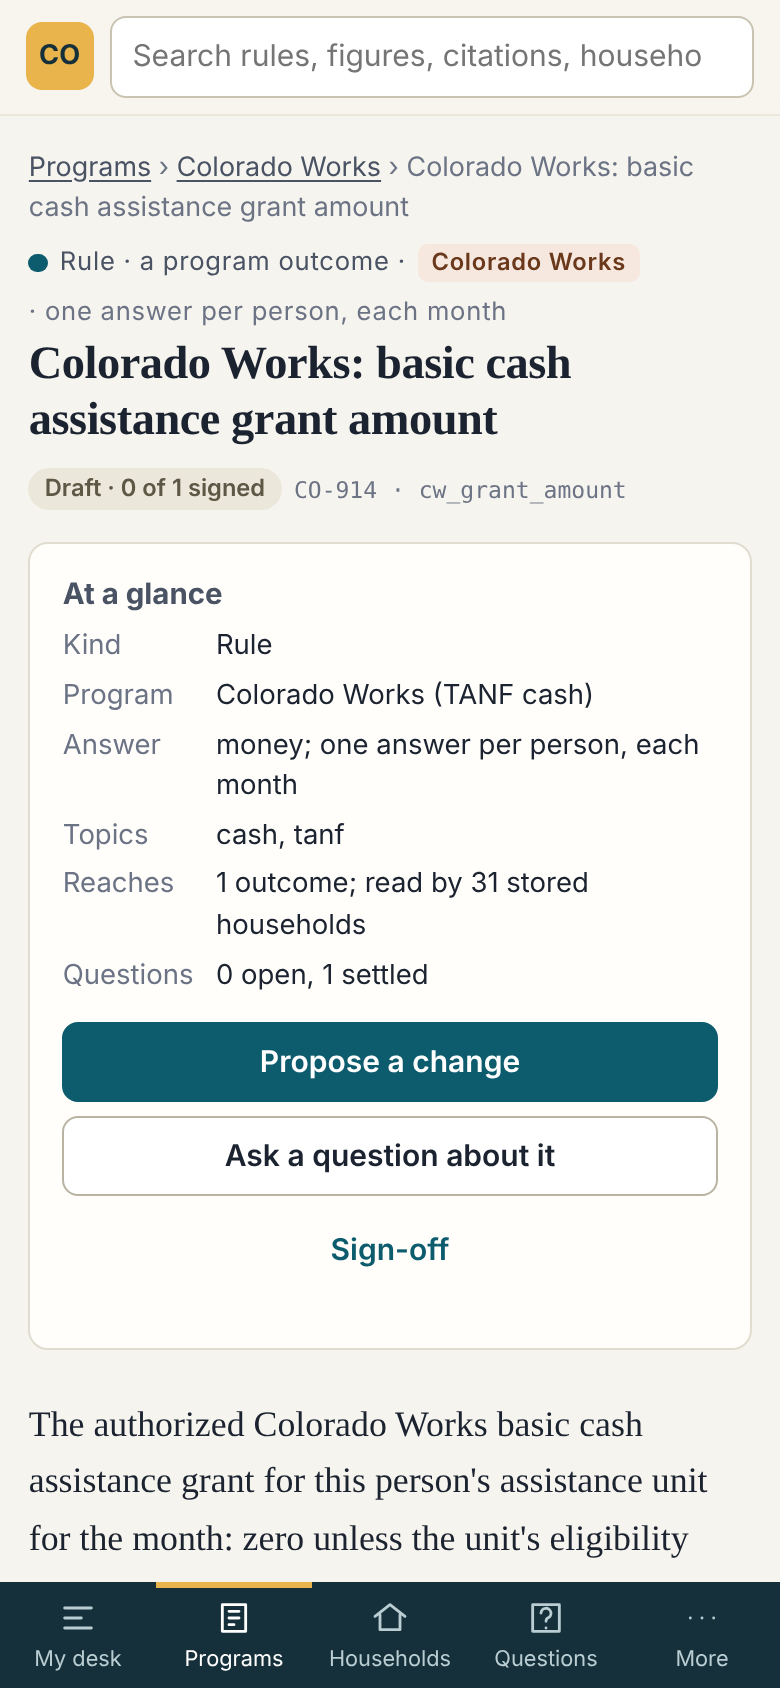 CO
Search rules, figures, citations, househo
Programs › Colorado Works › Colorado Works: basic
cash assistance grant amount
Rule · a program outcome · Colorado Works
· one answer per person, each month
Colorado Works: basic cash
assistance grant amount
Draft · 0 of 1 signed CO-914 · cw_grant_amount
At a glance
Kind Rule
Program Colorado Works (TANF cash)
Answer money; one answer per person, each
month
Topics cash, tanf
Reaches 1 outcome; read by 31 stored
households
Questions 0 open, 1 settled
Propose a change
Ask a question about it
Sign-off
The authorized Colorado Works basic cash
assistance grant for this person's assistance unit
for the month: zero unless the unit's eligibility
My desk Programs Households Questions More